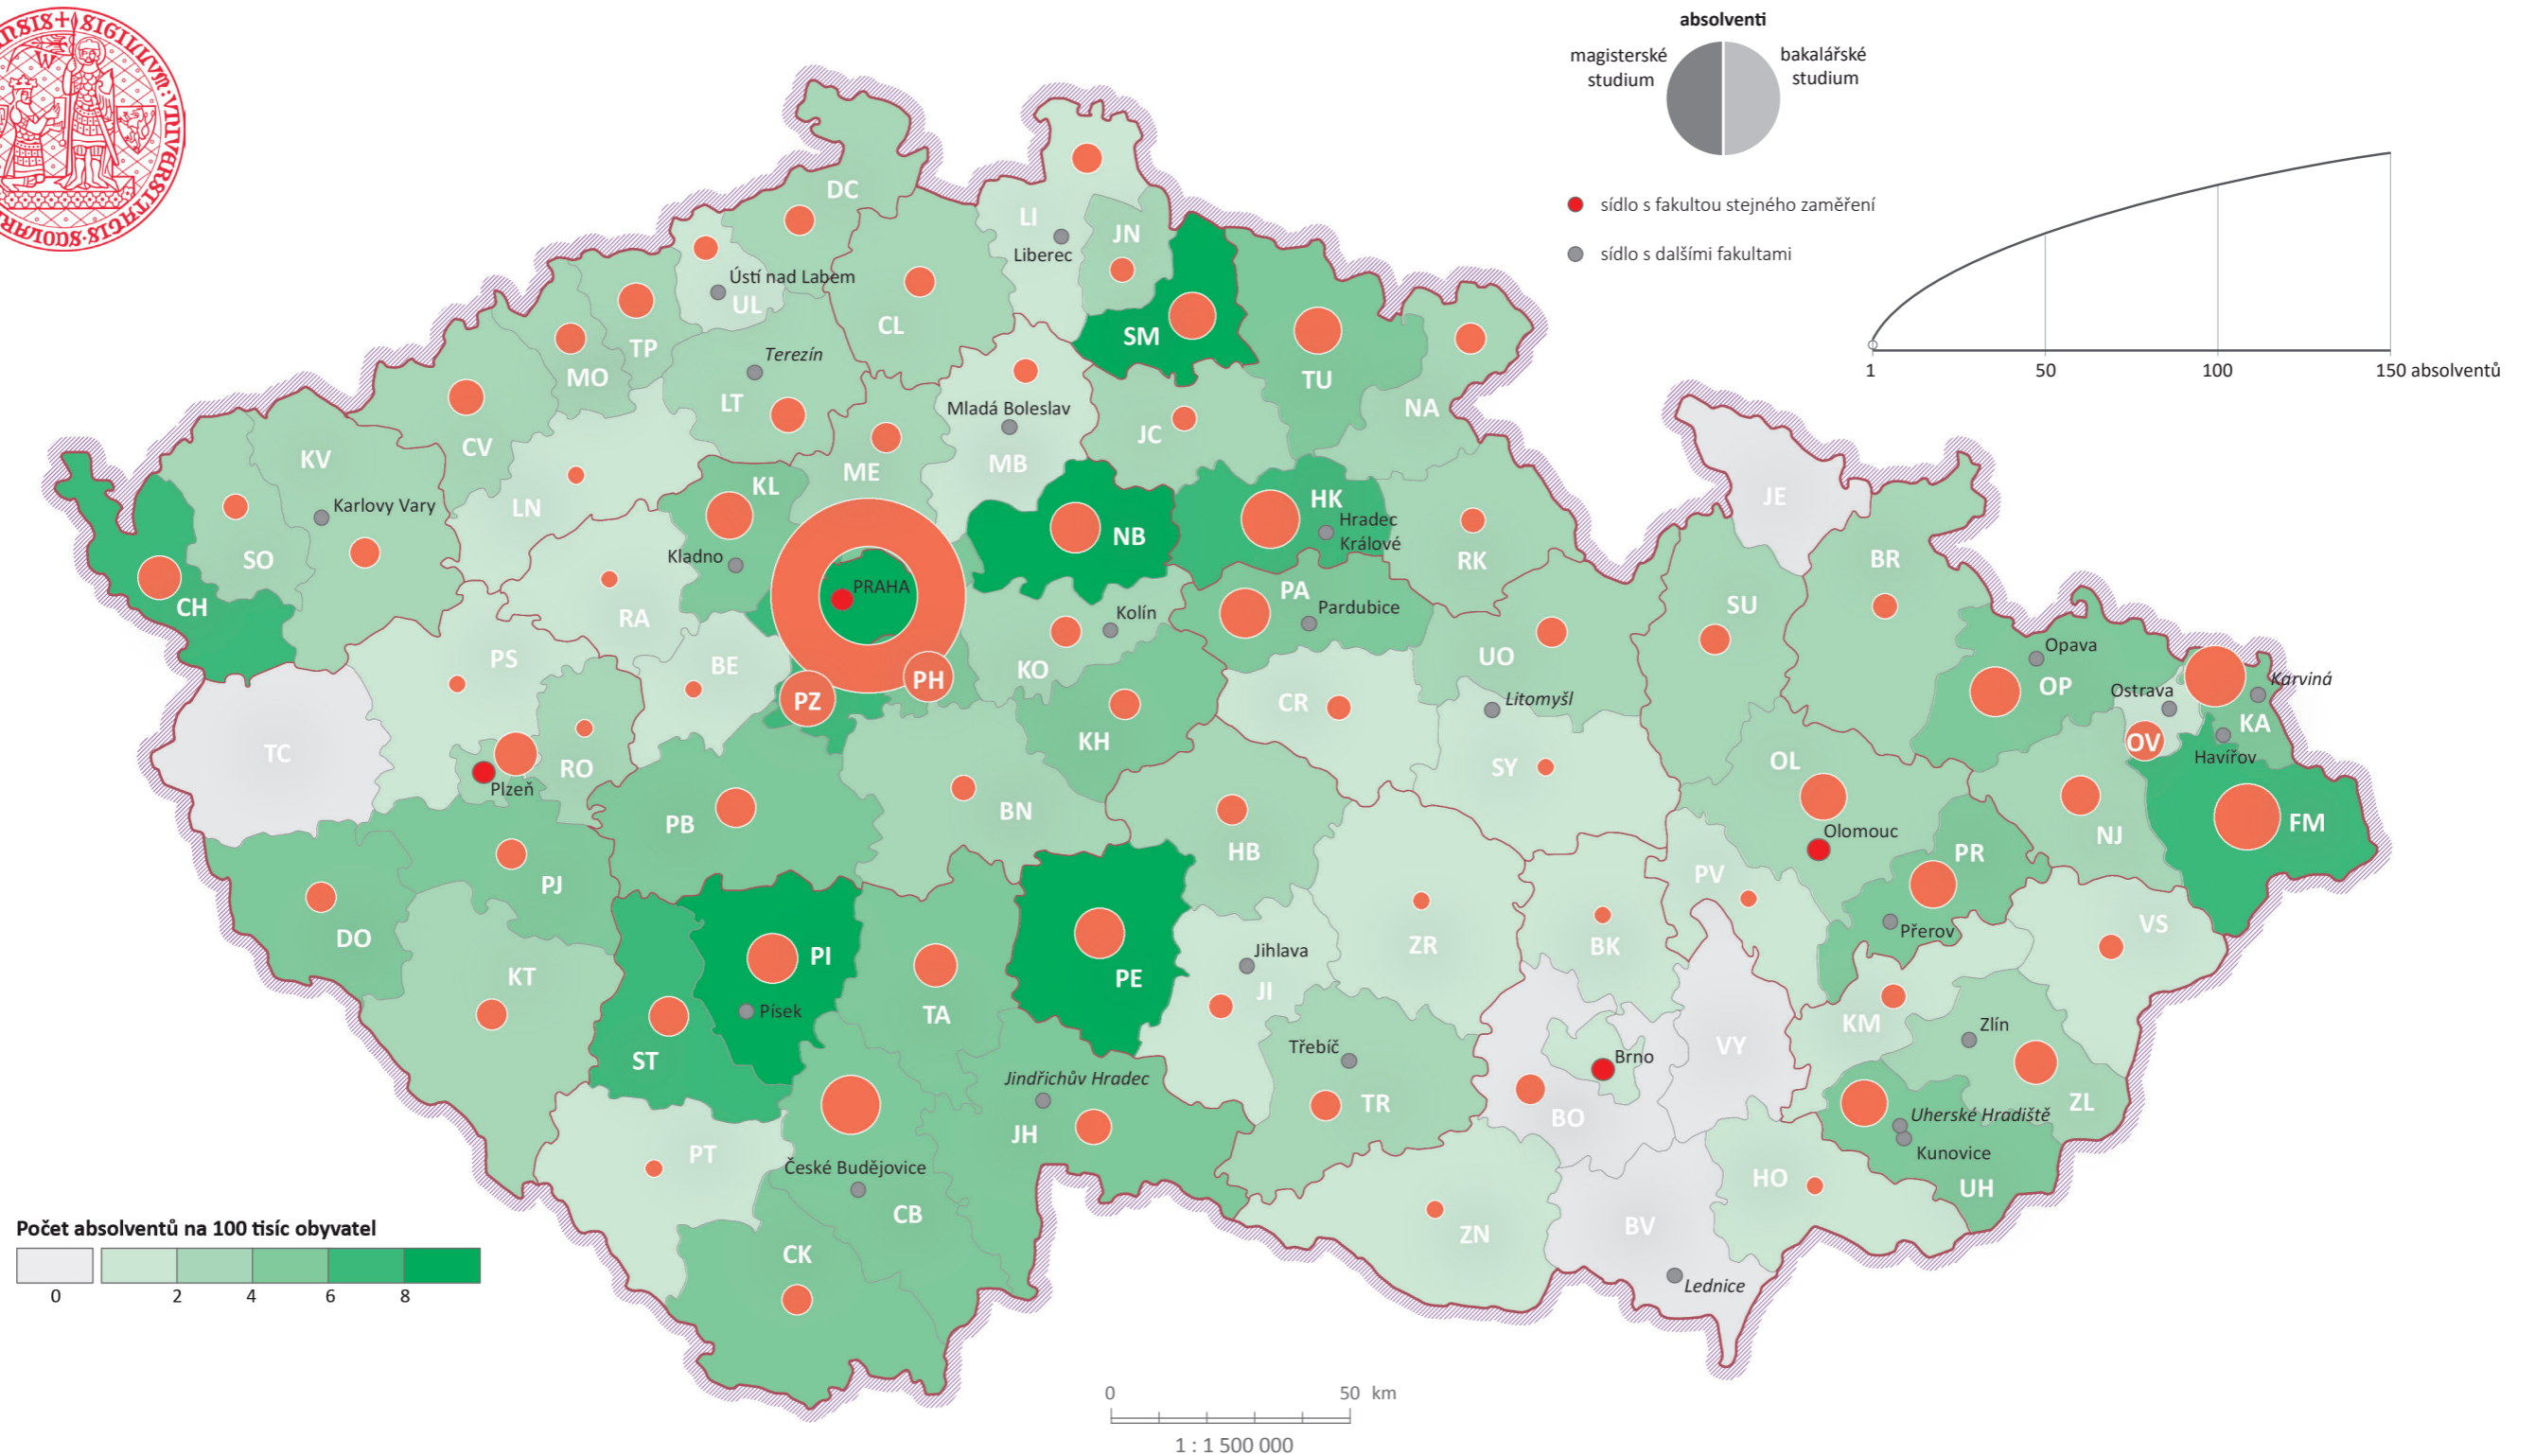 absolventi
magisterské
studium
bakalářské
studium
sídlo s fakultou stejného zaměření
sídlo s dalšími fakultami
1
50
100
150 absolventů
DC
LI
Liberec
JN
Ústí nad Labem
UL
CL
SM
TP
MO
Terezín
LT
TU
NA
Mladá Boleslav
MB
JC
CV
KV
ME
LN
KL
Karlovy Vary
HK
Hradec
Králové
NB
JE
SO
Kladno
RK
BR
PRAHA
CH
RA
PA
Pardubice
Kolín
SU
KO
BE
PS
PZ
PH
UO
Opava
OP
Ostrava
Karviná
KA
OV
Havířov
Litomyšl
CR
KH
TC
RO
Plzeň
SY
OL
PB
BN
FM
NJ
Olomouc
HB
PR
PJ
PV
DO
VS
Přerov
PI
Písek
KT
PE
Jihlava
JI
ZR
BK
TA
ST
KM
Zlín
VY
Třebíč
Brno
Jindřichův Hradec
JH
TR
BO
ZL
Uherské Hradiště
Kunovice
UH
PT
České Budějovice
CB
HO
ZN
BV
Lednice
CK
Počet absolventů na 100 tisíc obyvatel
0
2
4
6
8
0
50 km
1 : 1 500 000